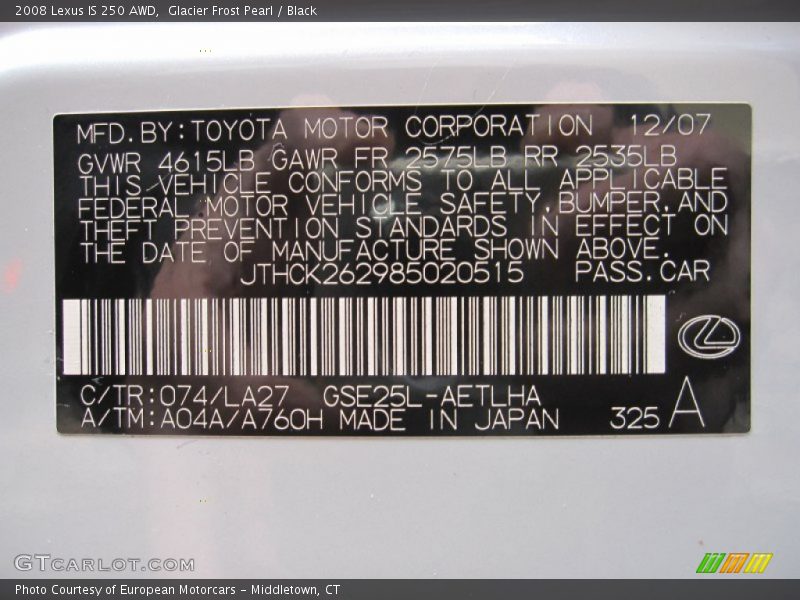 2008 Lexus IS 250 AWD,  Glacier Frost Pearl / Black
MFD.BY:TOYOTA MOTOR CORPORATION 12/07
GVWR 4615LB GAWR FR 2575LB RR 2535LB
THIS VEHICLE CONFORMS TO ALL APPLICABLE
FEDERAL MOTOR VEHICLE SAFETY,BUMPER,AND
THEFT PREVENTION STANDARDS IN EFFECT ON
THE DATE OF MANUFACTURE SHOWN ABOVE.
JTHCK262985020515 PASS.CAR
C/TR:074/LA27 GSE25L-AETLHA
A/TM:A04A/A760H MADE IN JAPAN 325 A
GTCARLOT.COM
Photo Courtesy of European Motorcars - Middletown, CT